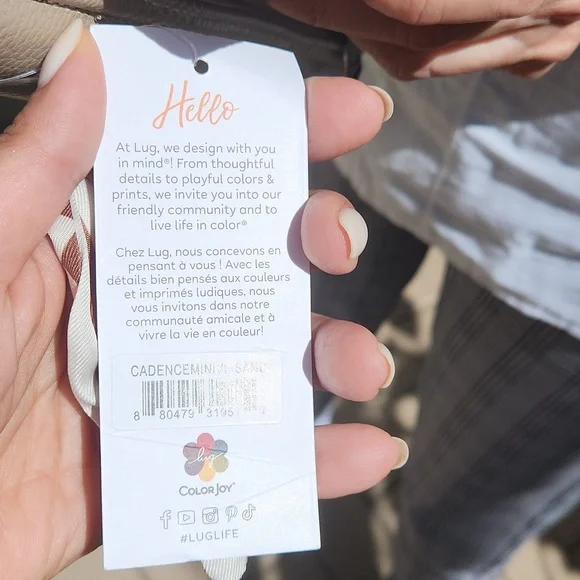 Hello
At Lug, we design with you
in mind®! From thoughtful
details to playful colors &
prints, we invite you into our
friendly community and to
live life in color®
Chez Lug, nous concevons en
pensant à vous ! Avec les
détails bien pensés aux couleurs
et imprimés ludiques, nous
vous invitons dans notre
communauté amicale et à
vivre la vie en couleur!
8 80479
lug
COLORJOY®
#LUGLIFE